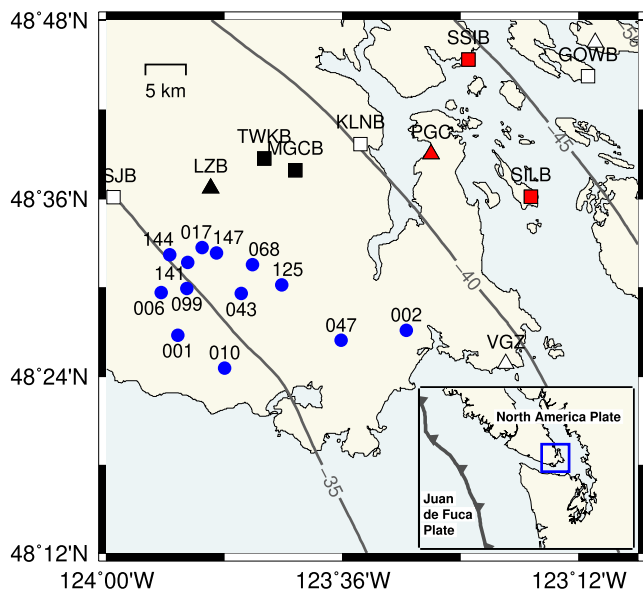 48°48'N
SSIB
GOWB
5 km
-45
KLNB
PGC
TWKB
MGCB
LZB
SJB
SILB
48°36'N
017
147
144
068
141
125
-40
006
099
043
002
047
001
010
VGZ
48°24'N
North America Plate
-35
Juan
de Fuca
Plate
48°12'N
124°00'W
123°36'W
123°12'W